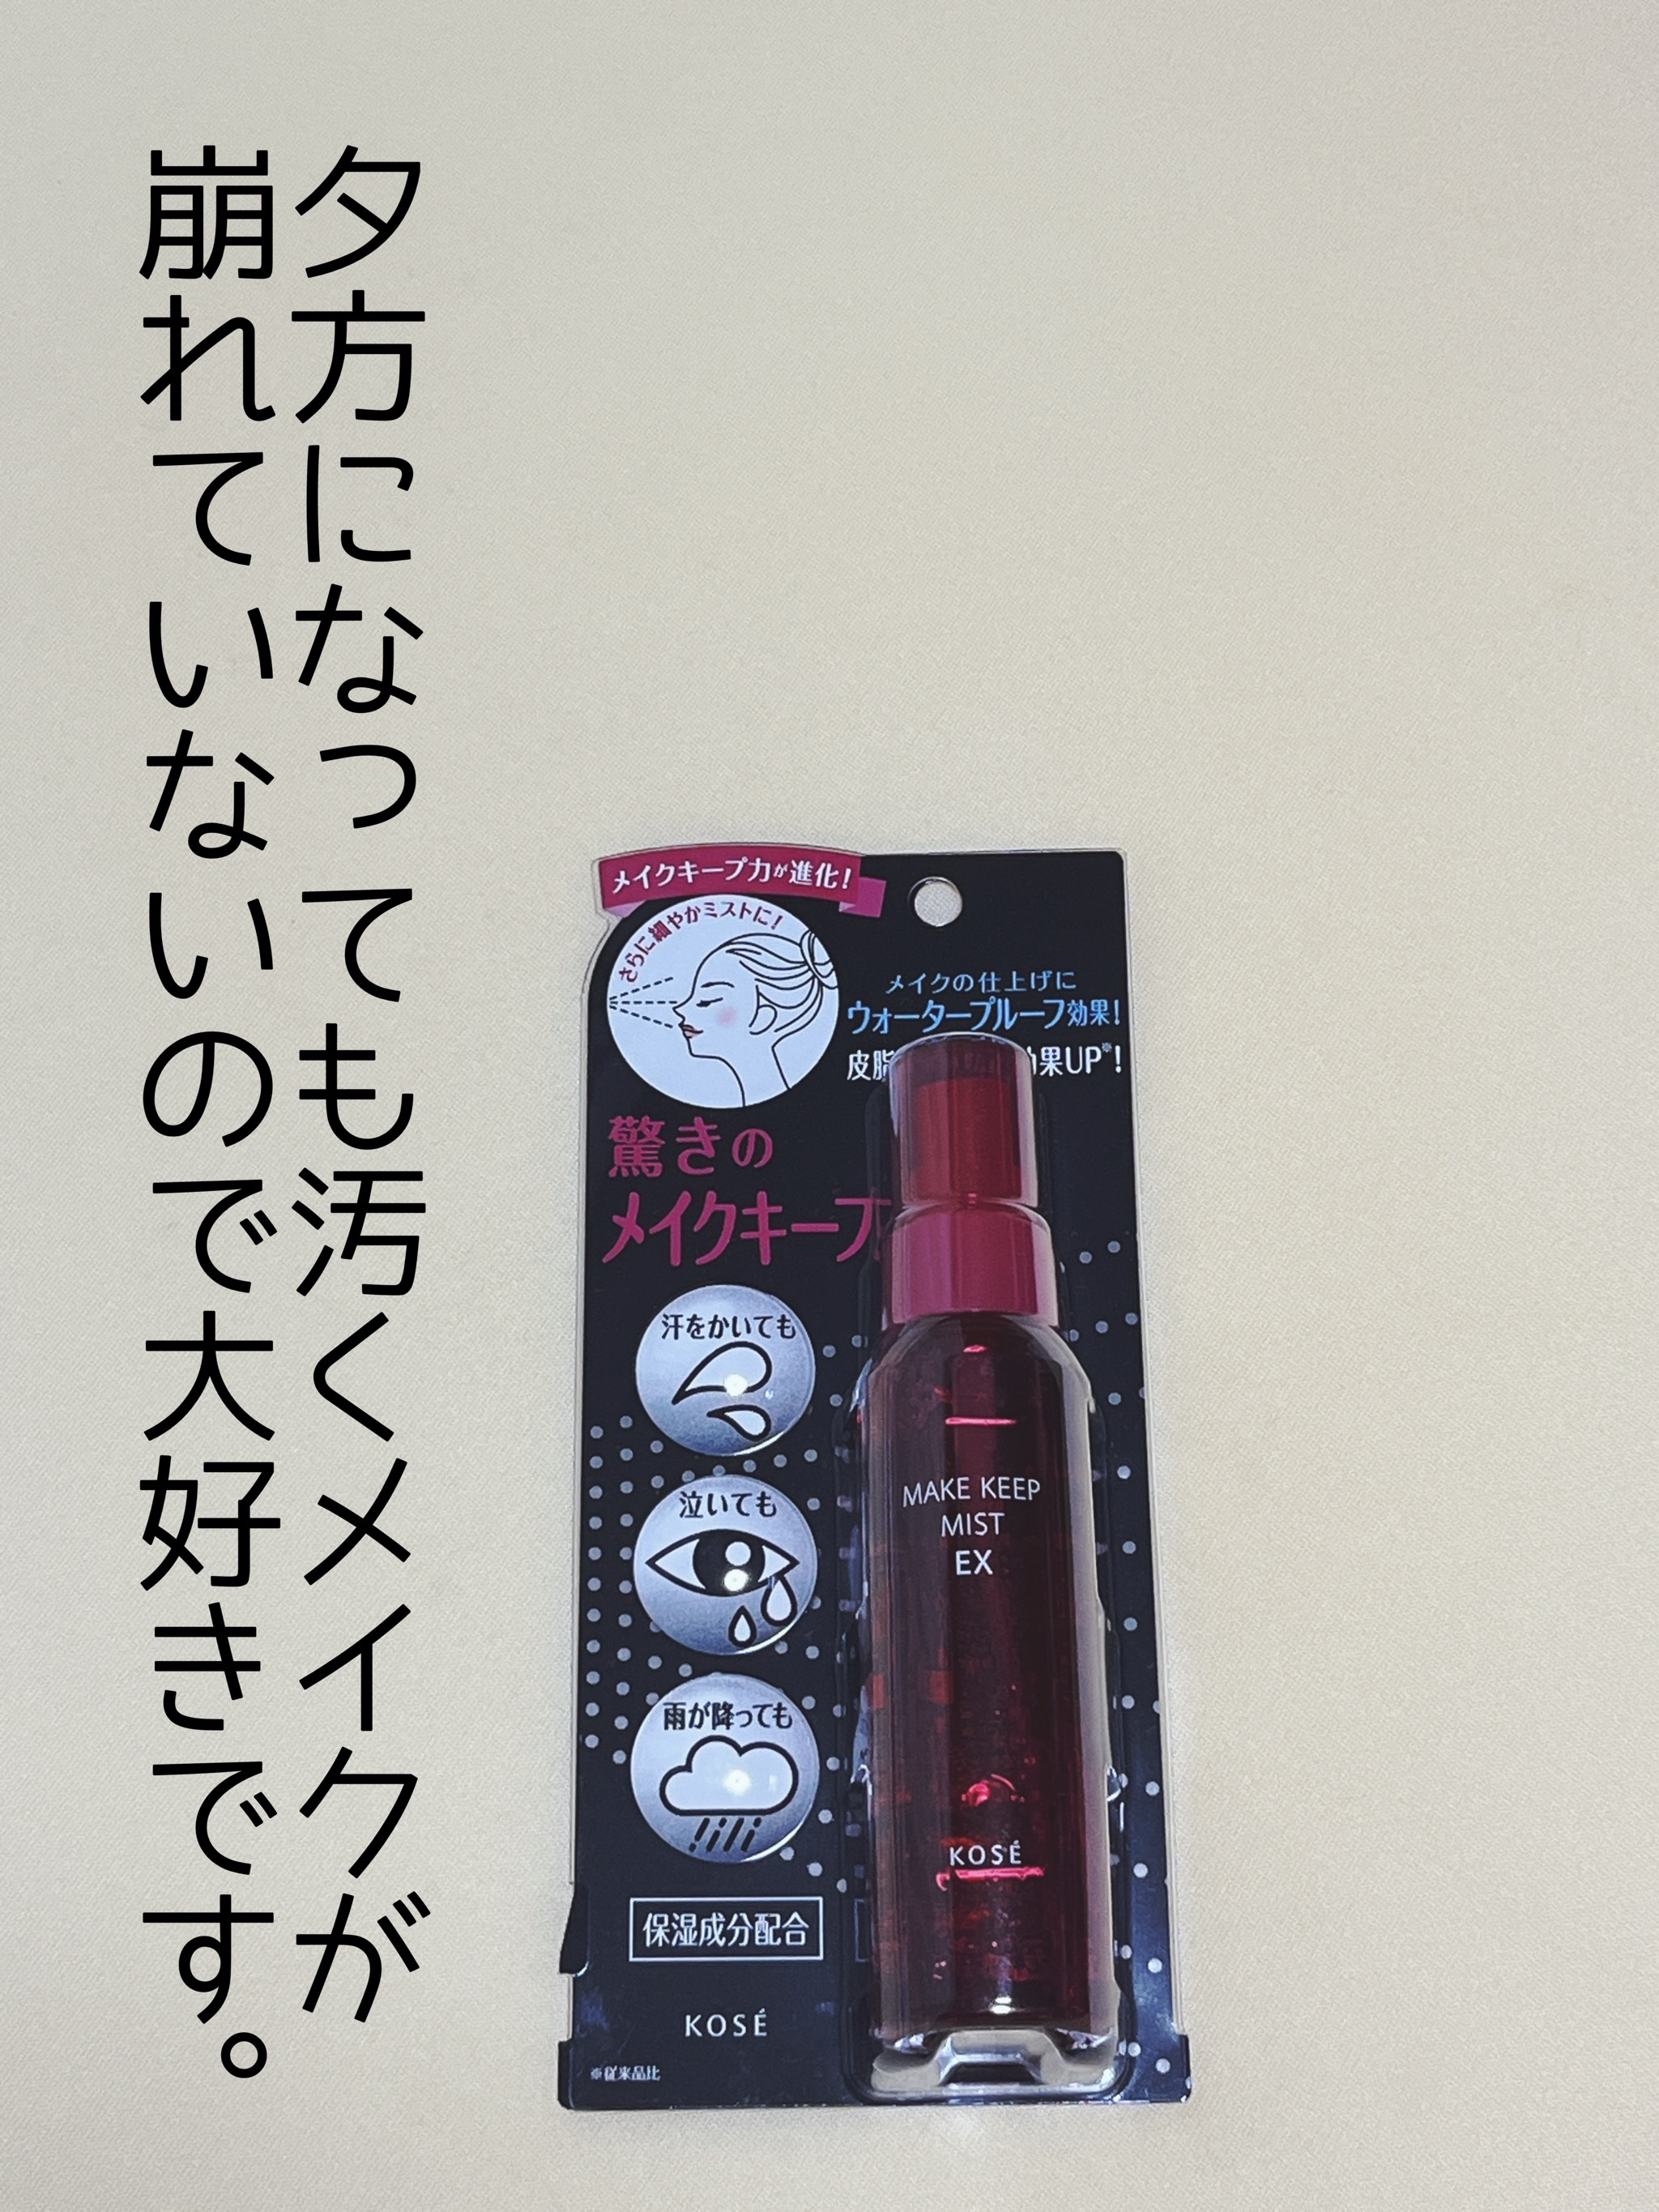 夕方になっても汚くメイクが
崩れていないので大好きです。
メイクキープ力が進化!
さらに細やかミストに!
メイクの仕上げに
ウォータープルーフ効果!
皮脂 効果UP※!
驚きの
メイクキープ
汗をかいても
泣いても
雨が降っても
保湿成分配合
KOSÉ
※従来品比
MAKE KEEP
MIST
EX
KOSÉ